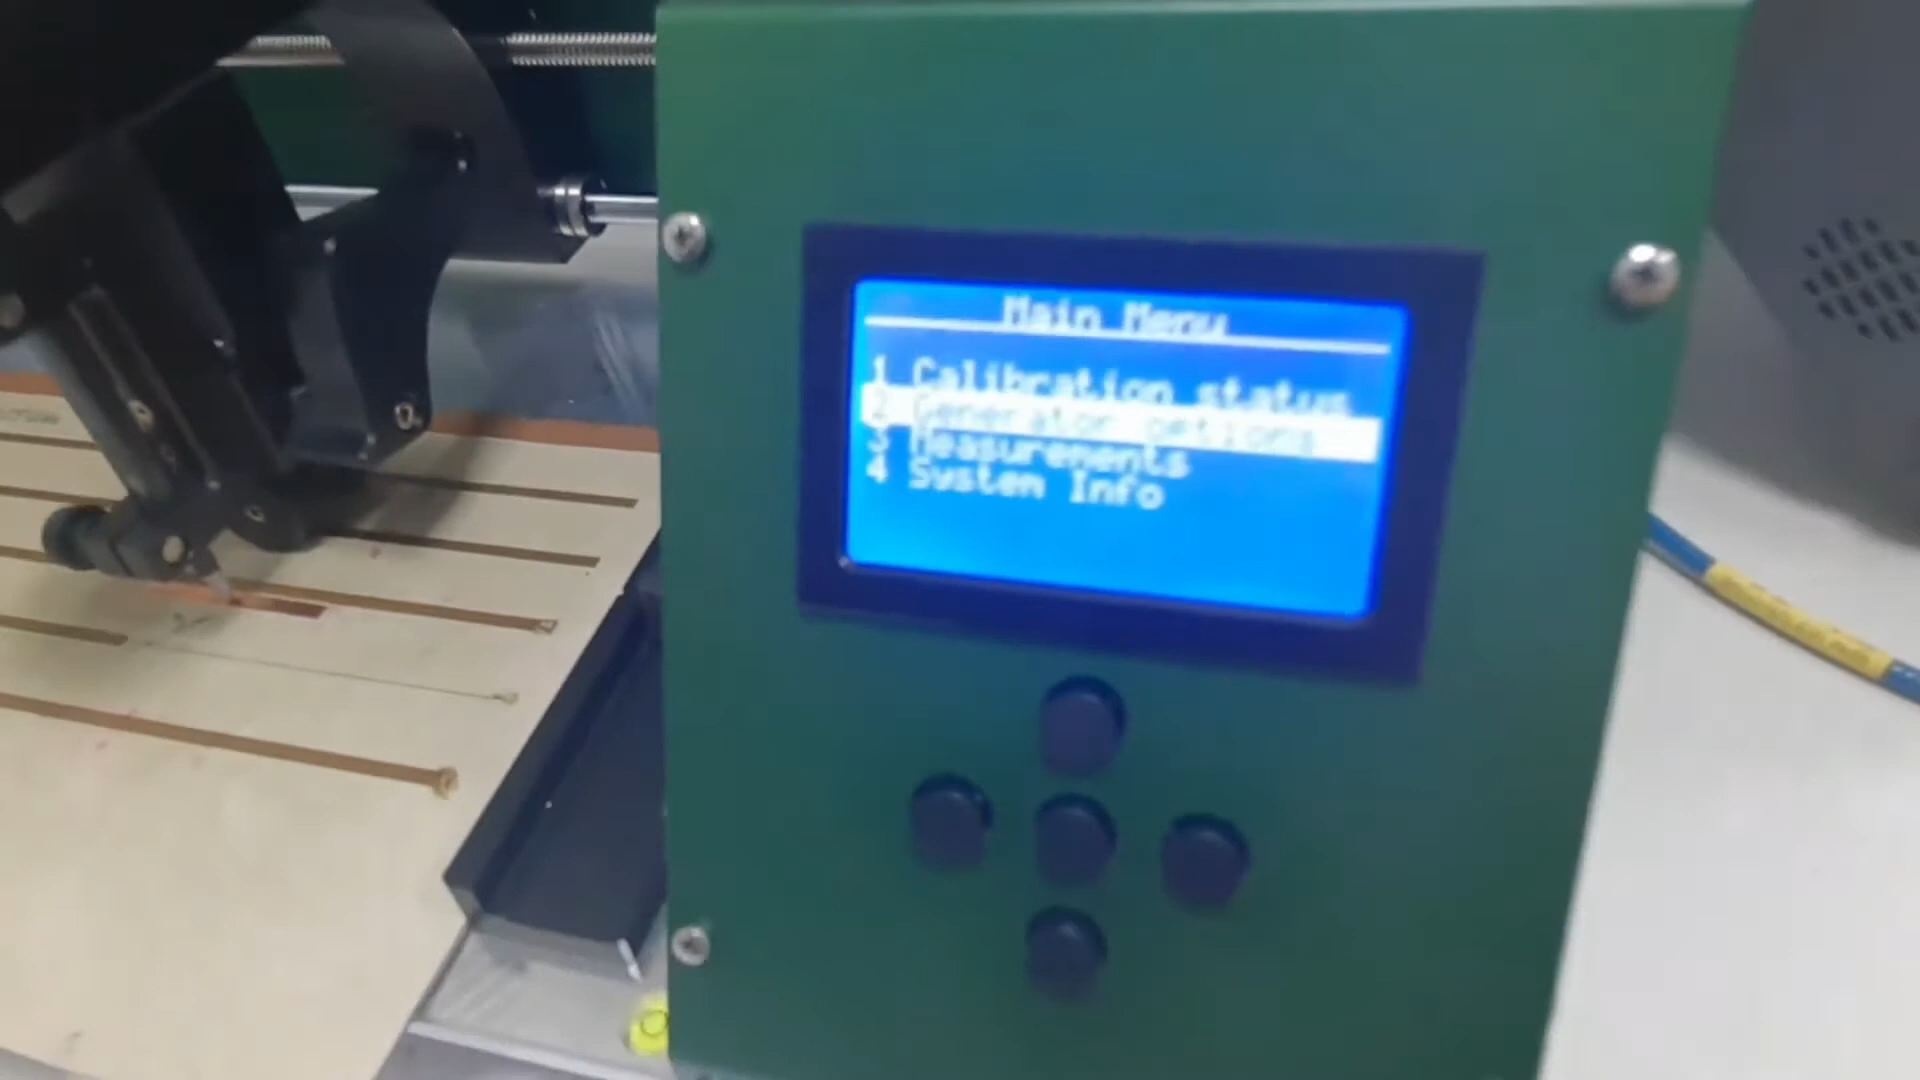 Main Menu
1 Calibration status
2 Generator options
3 Measurements
4 System Info